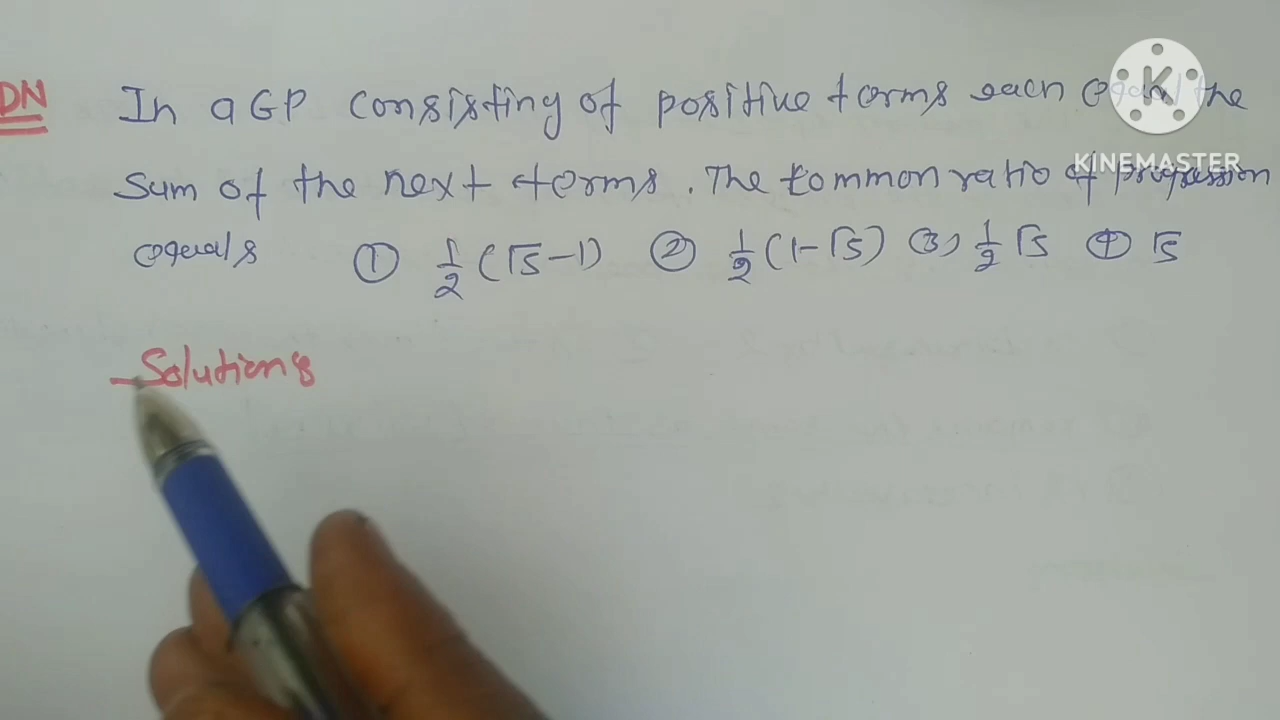 DN In a GP consisting of positive terms each equal the
sum of the next terms. The common ratio of progression
equals ① 1/2 (√5-1) ② 1/2 (1-√5) (3) 1/2 √5 ④ √5
Solutions
KINEMASTER